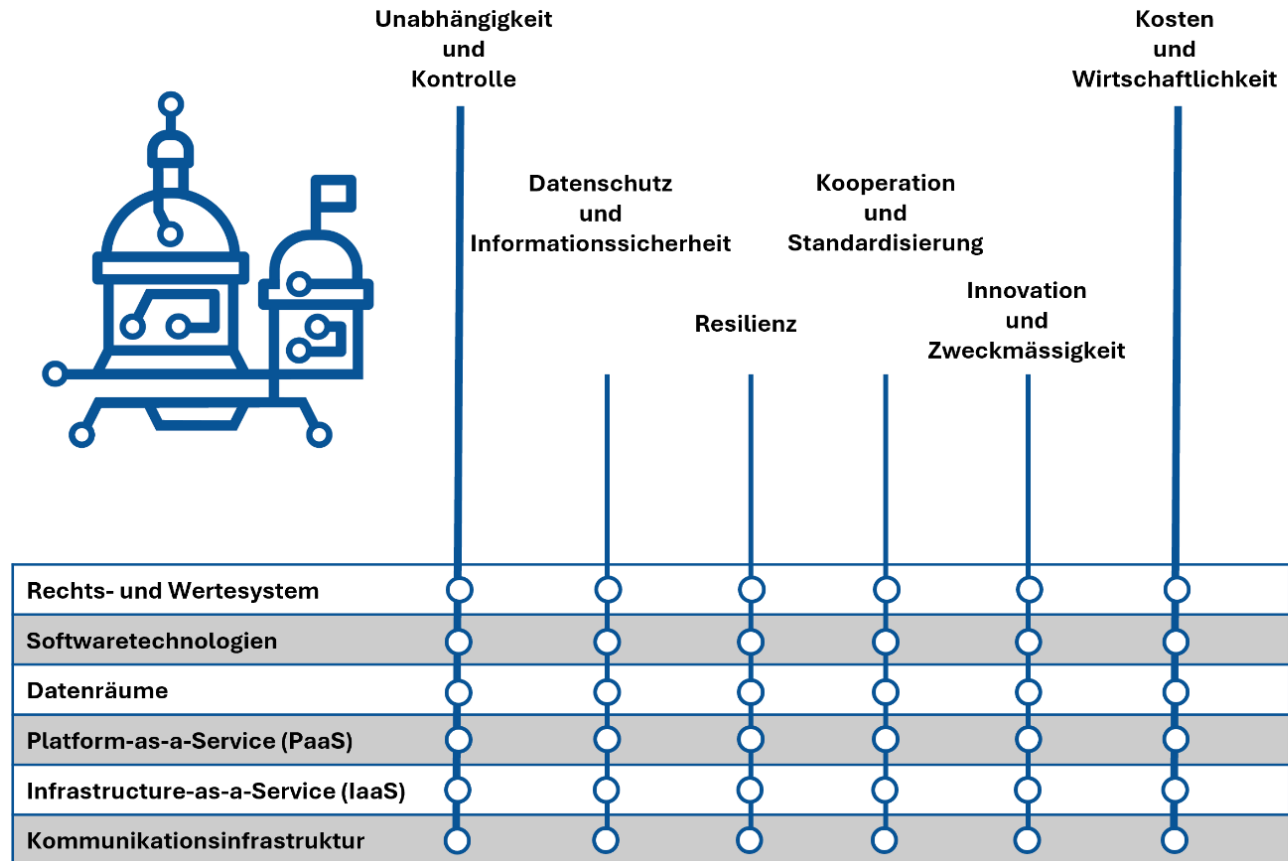 Unabhängigkeit
und
Kontrolle
Kosten
und
Wirtschaftlichkeit
Datenschutz
und
Informationssicherheit
Kooperation
und
Standardisierung
Resilienz
Innovation
und
Zweckmässigkeit
Rechts- und Wertesystem
Softwaretechnologien
Datenräume
Platform-as-a-Service (PaaS)
Infrastructure-as-a-Service (IaaS)
Kommunikationsinfrastruktur